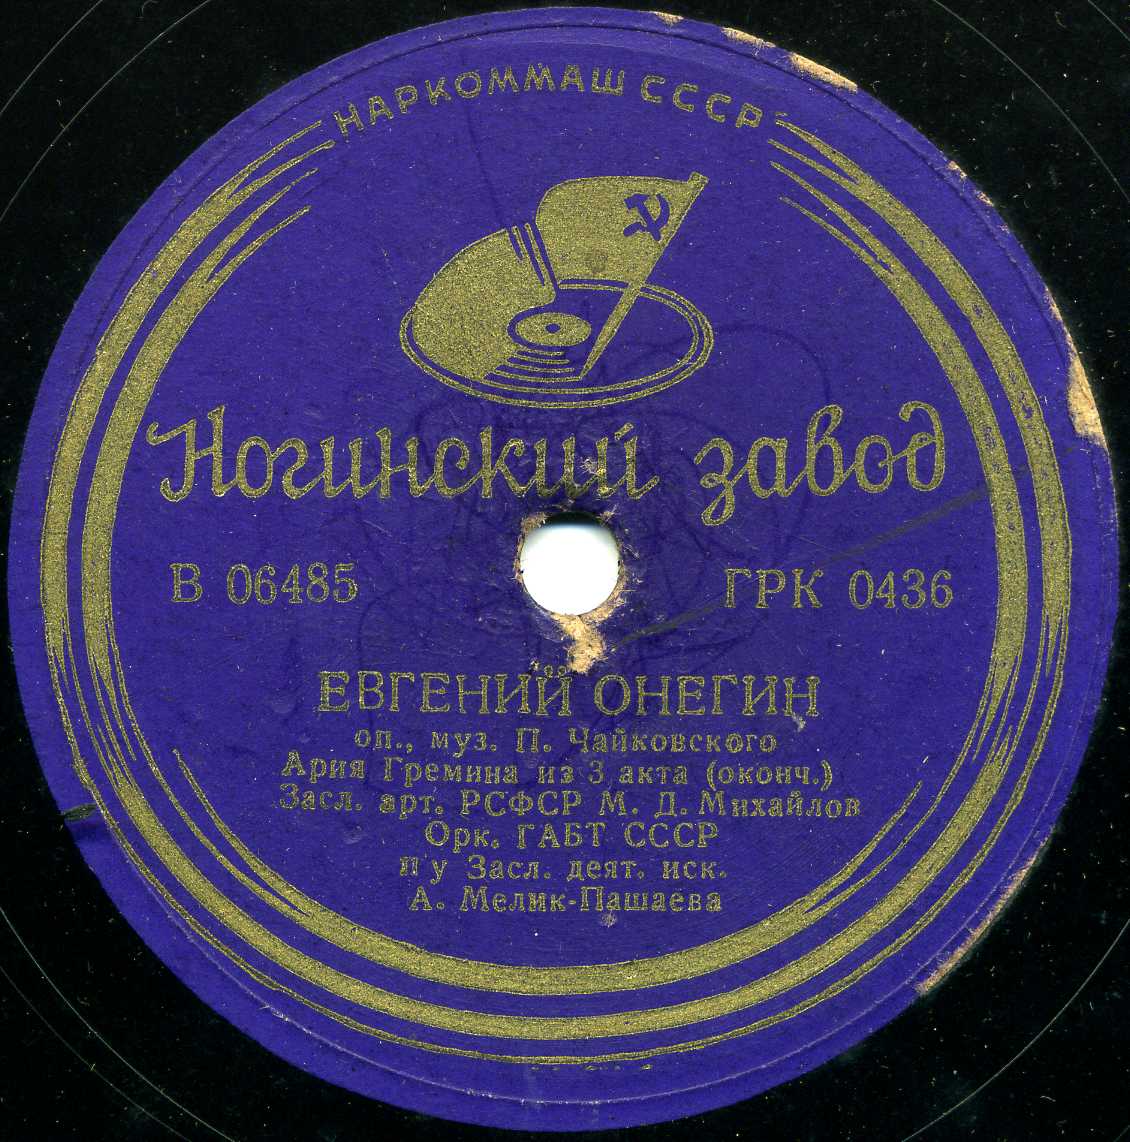 НАРКОММАШ СССР
Ногинский завод
В 06485 ГРК 0436
ЕВГЕНИЙ ОНЕГИН
оп., муз. П. Чайковского
Ария Гремина из 3 акта (оконч.)
Засл. арт. РСФСР М. Д. Михайлов
Орк. ГАБТ СССР
п у Засл. деят. иск.
А. Мелик-Пашаева